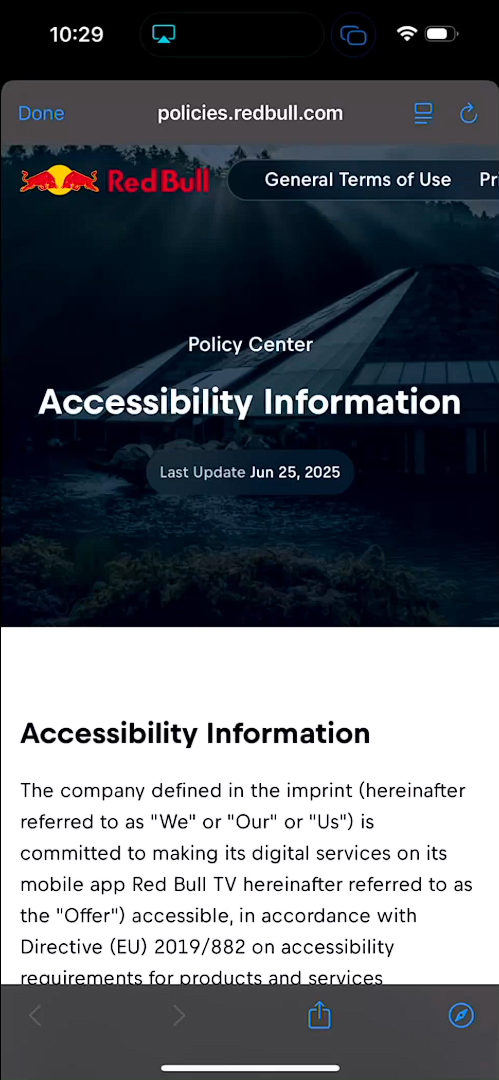 10:29
Done
policies.redbull.com
Red Bull
General Terms of Use
Pr
Policy Center
Accessibility Information
Last Update Jun 25, 2025
Accessibility Information
The company defined in the imprint (hereinafter
referred to as "We" or "Our" or "Us") is
committed to making its digital services on its
mobile app Red Bull TV hereinafter referred to as
the "Offer") accessible, in accordance with
Directive (EU) 2019/882 on accessibility
requirements for products and services